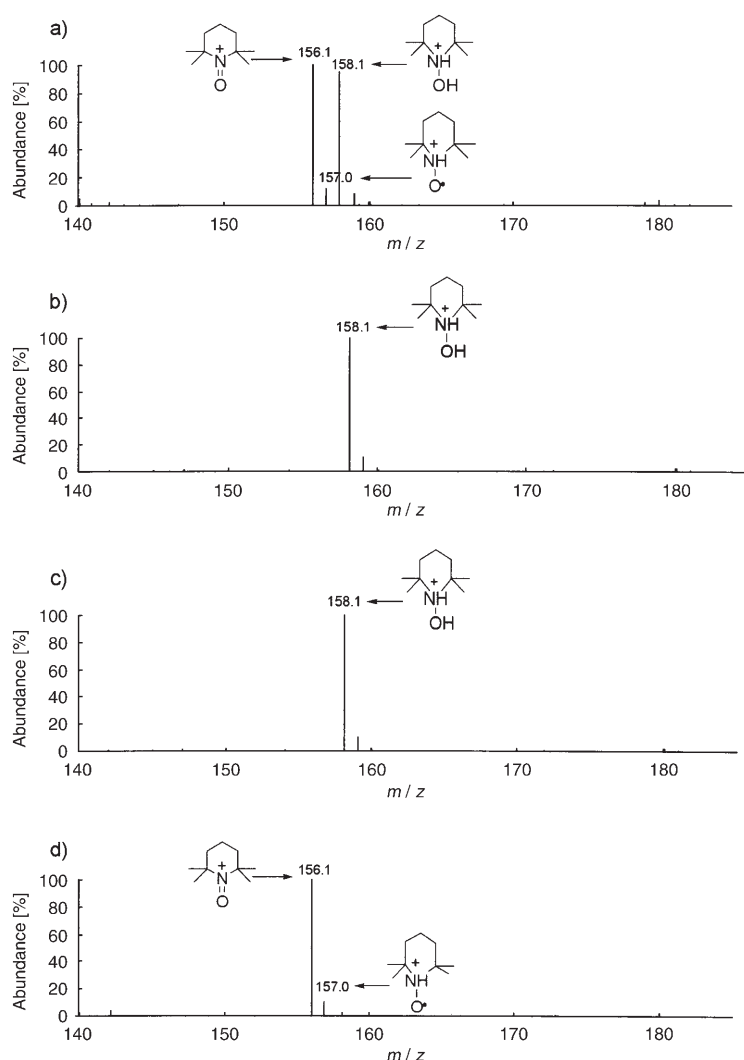 a)
Abundance [%]
100
80
60
40
20
0
+
N
O
156.1
158.1
+
NH
OH
157.0
+
NH
O•
140
150
160
170
180
m / z
b)
Abundance [%]
100
80
60
40
20
0
158.1
+
NH
OH
140
150
160
170
180
m / z
c)
Abundance [%]
100
80
60
40
20
0
158.1
+
NH
OH
140
150
160
170
180
m / z
d)
Abundance [%]
100
80
60
40
20
0
+
N
O
156.1
157.0
+
NH
O•
140
150
160
170
180
m / z